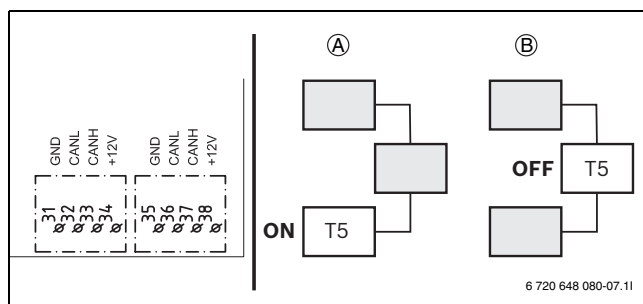 GND
CANL
CANH
+12V
GND
CANL
CANH
+12V
31
32
33
34
35
36
37
38
A
ON
T5
B
OFF
T5
6 720 648 080-07.1I